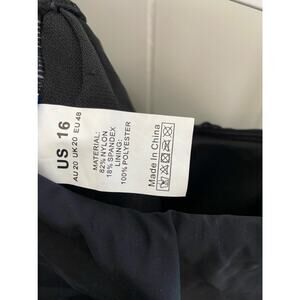 US 16
AU 20 UK 20 EU 48
MATERIAL:
82% NYLON
18% SPANDEX
LINING:
100% POLYESTER
Made In China